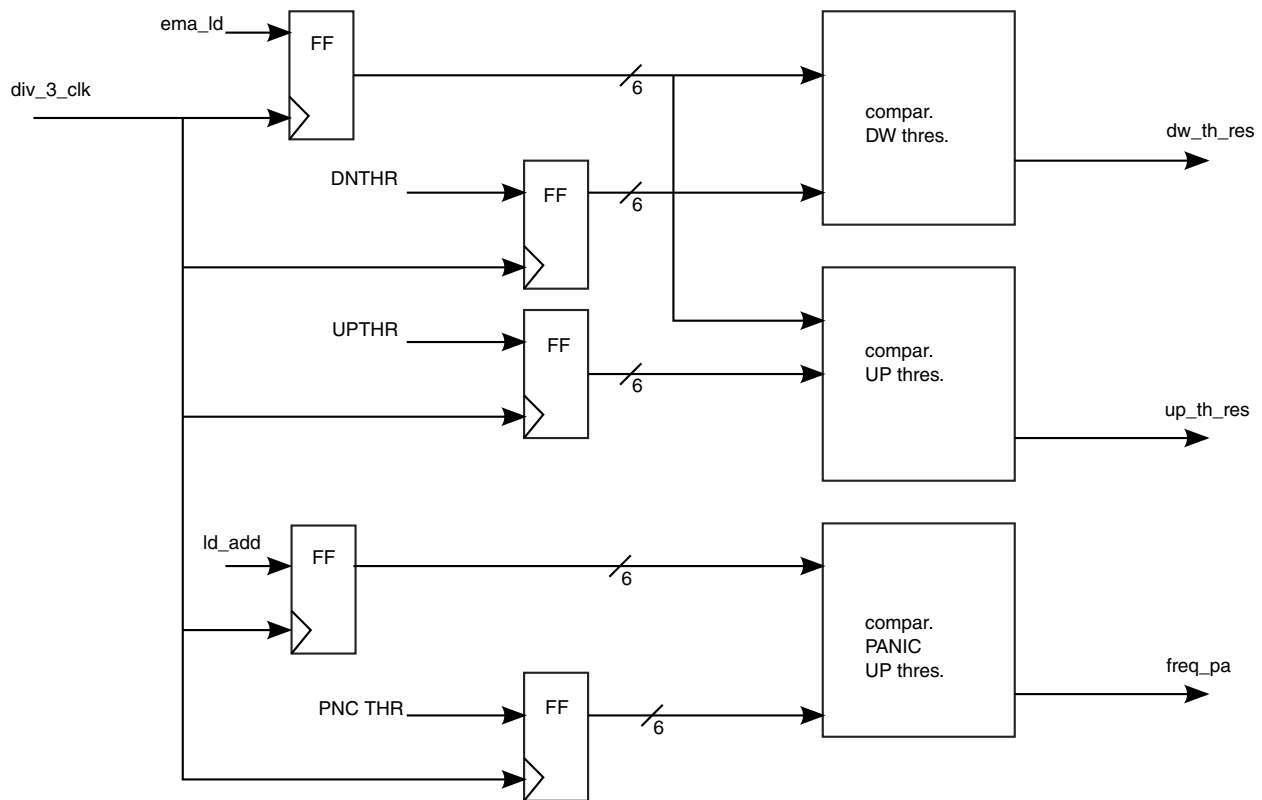 ema_ld
FF
div_3_clk
6
compar.
DW thres.
dw_th_res
DNTHR
FF
6
UPTHR
FF
6
compar.
UP thres.
up_th_res
ld_add
FF
6
compar.
PANIC
UP thres.
freq_pa
PNC THR
FF
6